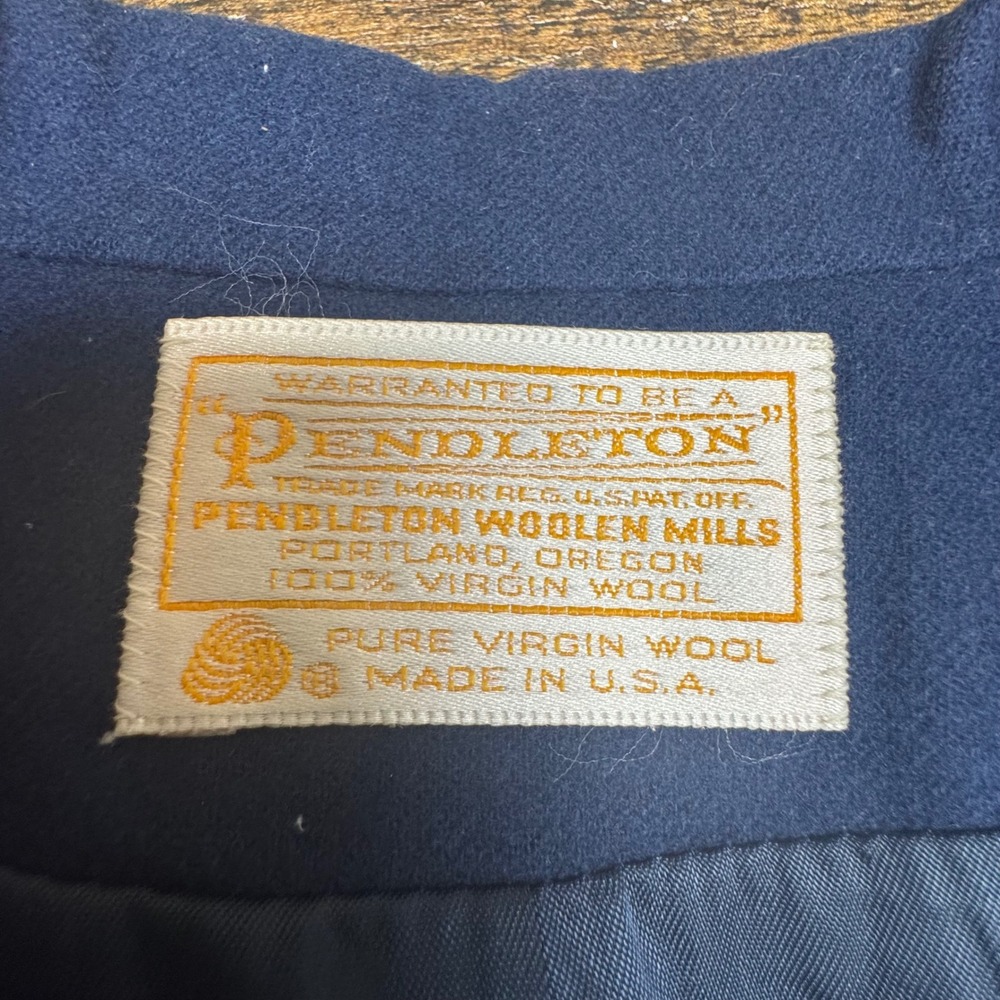 WARRANTED TO BE A
"PENDLETON"
TRADE MARK REG. U.S. PAT. OFF.
PENDLETON WOOLEN MILLS
PORTLAND, OREGON
100% VIRGIN WOOL
PURE VIRGIN WOOL
® MADE IN U.S.A.